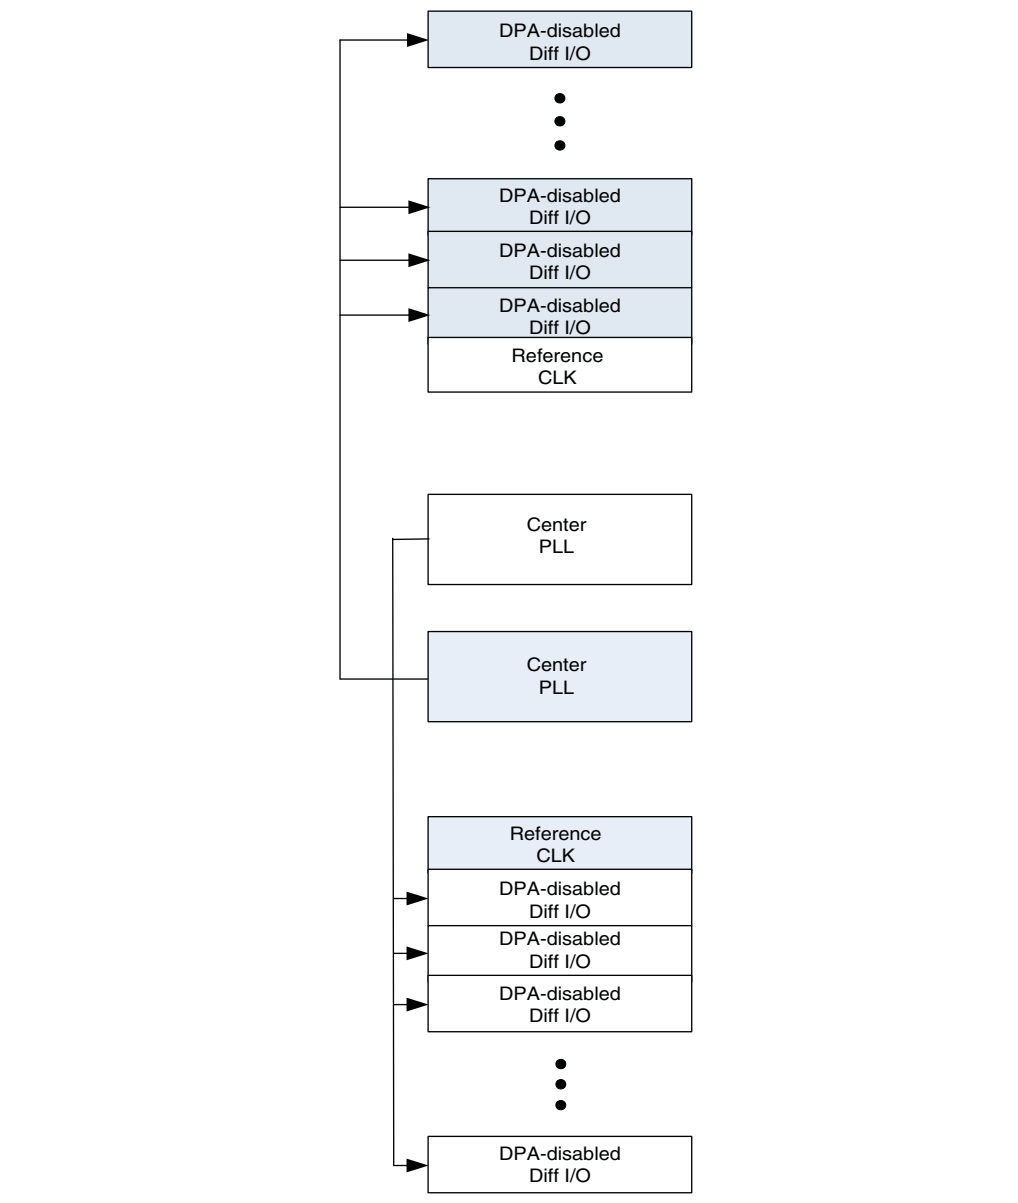 DPA-disabled
Diff I/O
DPA-disabled
Diff I/O
DPA-disabled
Diff I/O
DPA-disabled
Diff I/O
Reference
CLK
Center
PLL
Center
PLL
Reference
CLK
DPA-disabled
Diff I/O
DPA-disabled
Diff I/O
DPA-disabled
Diff I/O
DPA-disabled
Diff I/O